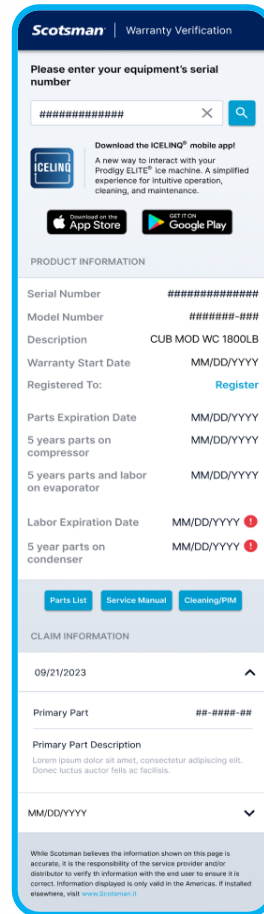 Scotsman® | Warranty Verification
Please enter your equipment's serial
number
#############
Download the ICELINQ® mobile app!
ICELINQ
A new way to interact with your
Prodigy ELITE® ice machine. A simplified
experience for intuitive operation,
cleaning, and maintenance.
Download on the
App Store
GET IT ON
Google Play
PRODUCT INFORMATION
Serial Number ##############
Model Number #######-###
Description CUB MOD WC 1800LB
Warranty Start Date MM/DD/YYYY
Registered To: Register
Parts Expiration Date MM/DD/YYYY
5 years parts on MM/DD/YYYY
compressor
5 years parts and labor MM/DD/YYYY
on evaporator
Labor Expiration Date MM/DD/YYYY
5 year parts on MM/DD/YYYY
condenser
Parts List Service Manual Cleaning/PIM
CLAIM INFORMATION
09/21/2023
Primary Part ##-####-##
Primary Part Description
Lorem ipsum dolor sit amet, consectetur adipiscing elit.
Donec luctus auctor felis ac facilisis.
MM/DD/YYYY
While Scotsman believes the information shown on this page is
accurate, it is the responsibility of the service provider and/or
distributor to verify th information with the end user to ensure it is
correct. Information displayed is only valid in the Americas. If installed
elsewhere, visit www.Scotsman.it